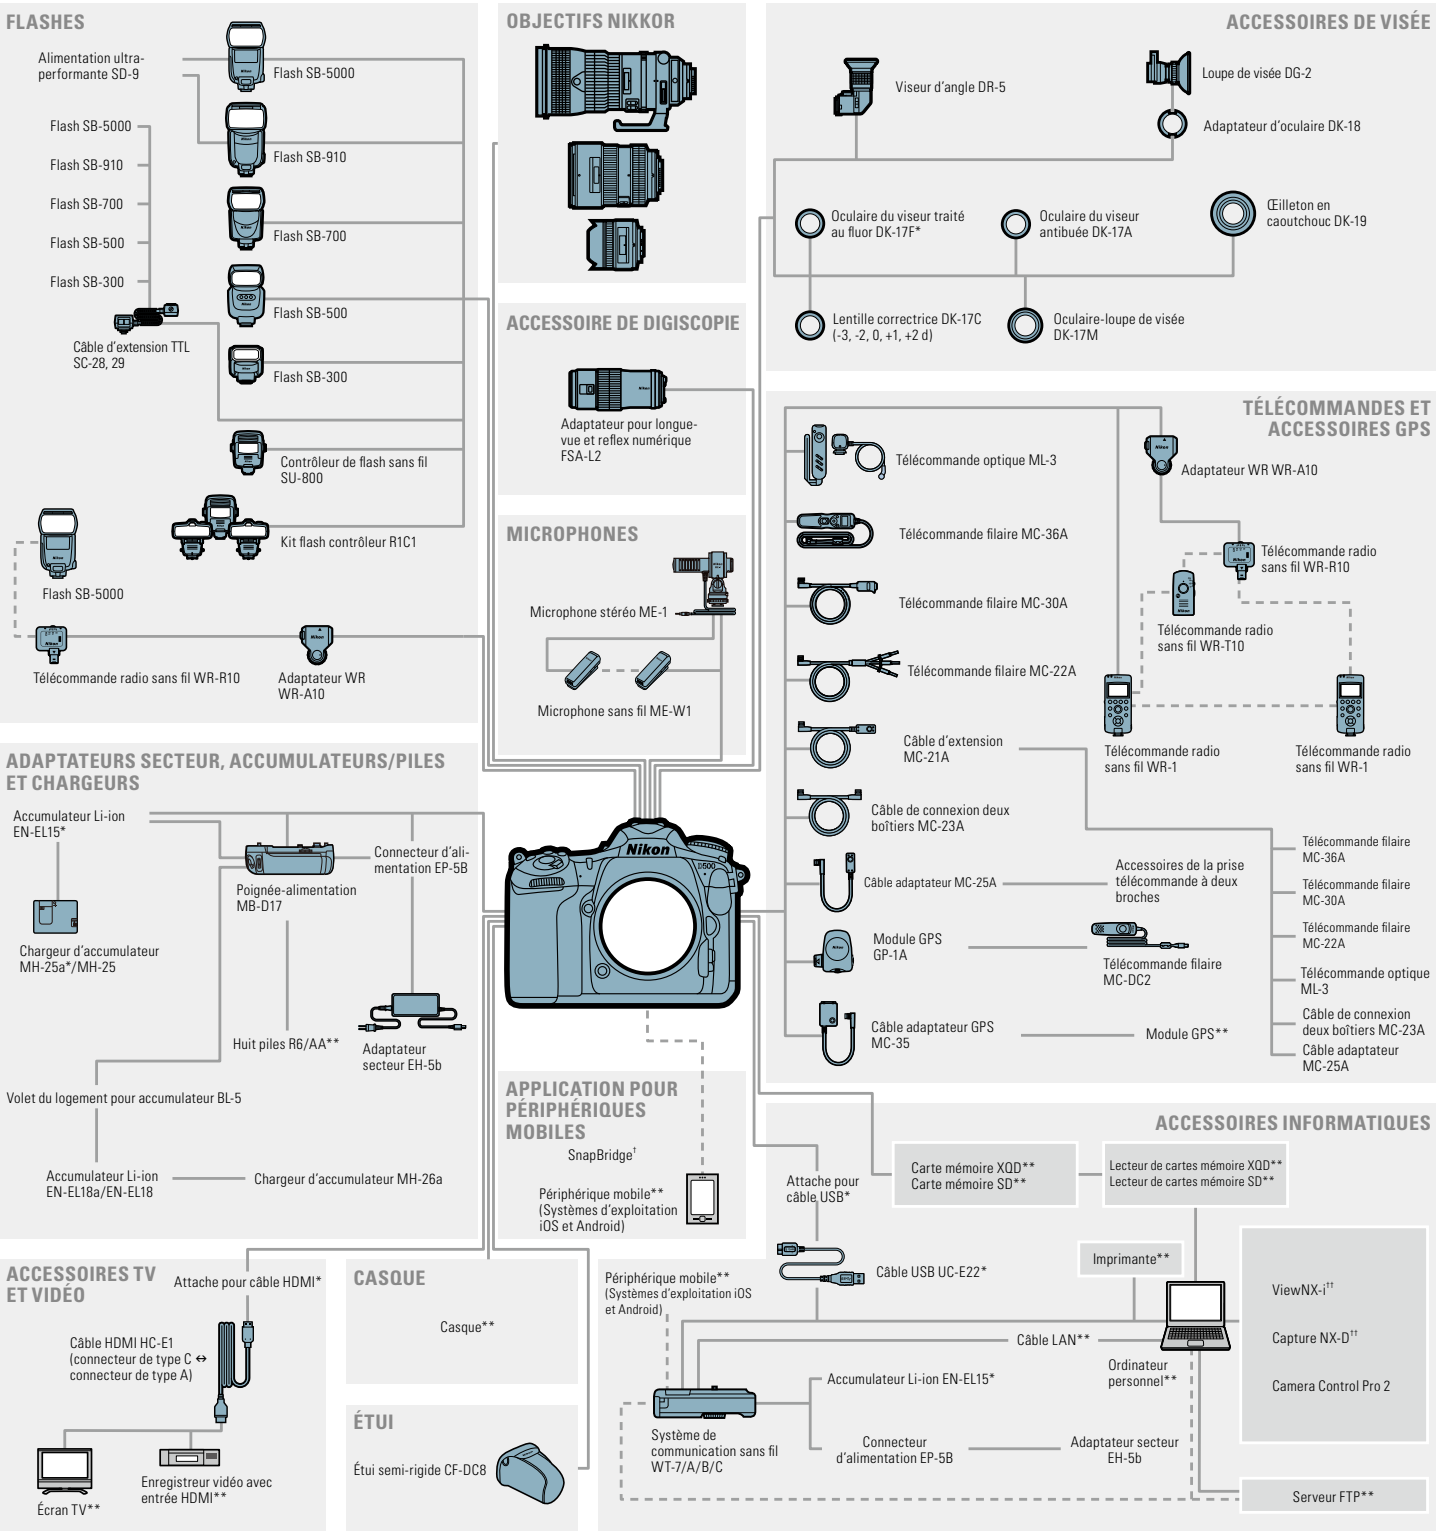 FLASHES
Alimentation ultra-
performante SD-9
Flash SB-5000
Flash SB-5000
Flash SB-910
Flash SB-910
Flash SB-700
Flash SB-700
Flash SB-500
Flash SB-300
Flash SB-500
Câble d'extension TTL
SC-28, 29
Flash SB-300
Contrôleur de flash sans fil
SU-800
Kit flash contrôleur R1C1
Flash SB-5000
Télécommande radio sans fil WR-R10
Adaptateur WR
WR-A10
OBJECTIFS NIKKOR
ACCESSOIRE DE DIGISCOPIE
Adaptateur pour longue-
vue et reflex numérique
FSA-L2
MICROPHONES
Microphone stéréo ME-1
Microphone sans fil ME-W1
ACCESSOIRES DE VISÉE
Viseur d'angle DR-5
Loupe de visée DG-2
Adaptateur d'oculaire DK-18
Oculaire du viseur traité
au fluor DK-17F*
Oculaire du viseur
antibuée DK-17A
Œilleton en
caoutchouc DK-19
Lentille correctrice DK-17C
(-3, -2, 0, +1, +2 d)
Oculaire-loupe de visée
DK-17M
TÉLÉCOMMANDES ET
ACCESSOIRES GPS
Télécommande optique ML-3
Adaptateur WR WR-A10
Télécommande filaire MC-36A
Télécommande radio
sans fil WR-R10
Télécommande filaire MC-30A
Télécommande radio
sans fil WR-T10
Télécommande filaire MC-22A
Câble d'extension
MC-21A
Télécommande radio
sans fil WR-1
Télécommande radio
sans fil WR-1
Câble de connexion deux
boîtiers MC-23A
Câble adaptateur MC-25A
Accessoires de la prise
télécommande à deux
broches
Module GPS
GP-1A
Télécommande filaire
MC-DC2
Câble adaptateur GPS
MC-35
Module GPS**
Télécommande filaire
MC-36A
Télécommande filaire
MC-30A
Télécommande filaire
MC-22A
Télécommande optique
ML-3
Câble de connexion
deux boîtiers MC-23A
Câble adaptateur
MC-25A
ADAPTATEURS SECTEUR, ACCUMULATEURS/PILES
ET CHARGEURS
Accumulateur Li-ion
EN-EL15*
Connecteur d'ali-
mentation EP-5B
Poignée-alimentation
MB-D17
Chargeur d'accumulateur
MH-25a*/MH-25
Huit piles R6/AA**
Adaptateur
secteur EH-5b
Volet du logement pour accumulateur BL-5
Accumulateur Li-ion
EN-EL18a/EN-EL18
Chargeur d'accumulateur MH-26a
Nikon
D500
APPLICATION POUR
PÉRIPHÉRIQUES
MOBILES
SnapBridge†
Périphérique mobile**
(Systèmes d'exploitation
iOS et Android)
ACCESSOIRES INFORMATIQUES
Attache pour
câble USB*
Carte mémoire XQD**
Carte mémoire SD**
Lecteur de cartes mémoire XQD**
Lecteur de cartes mémoire SD**
Imprimante**
Câble USB UC-E22*
Périphérique mobile**
(Systèmes d'exploitation iOS
et Android)
ViewNX-i††
Capture NX-D††
Camera Control Pro 2
Câble LAN**
Ordinateur
personnel**
Accumulateur Li-ion EN-EL15*
Système de
communication sans fil
WT-7/A/B/C
Connecteur
d'alimentation EP-5B
Adaptateur secteur
EH-5b
Serveur FTP**
ACCESSOIRES TV
ET VIDÉO
Attache pour câble HDMI*
Câble HDMI HC-E1
(connecteur de type C ↔
connecteur de type A)
Écran TV**
Enregistreur vidéo avec
entrée HDMI**
CASQUE
Casque**
ÉTUI
Étui semi-rigide CF-DC8